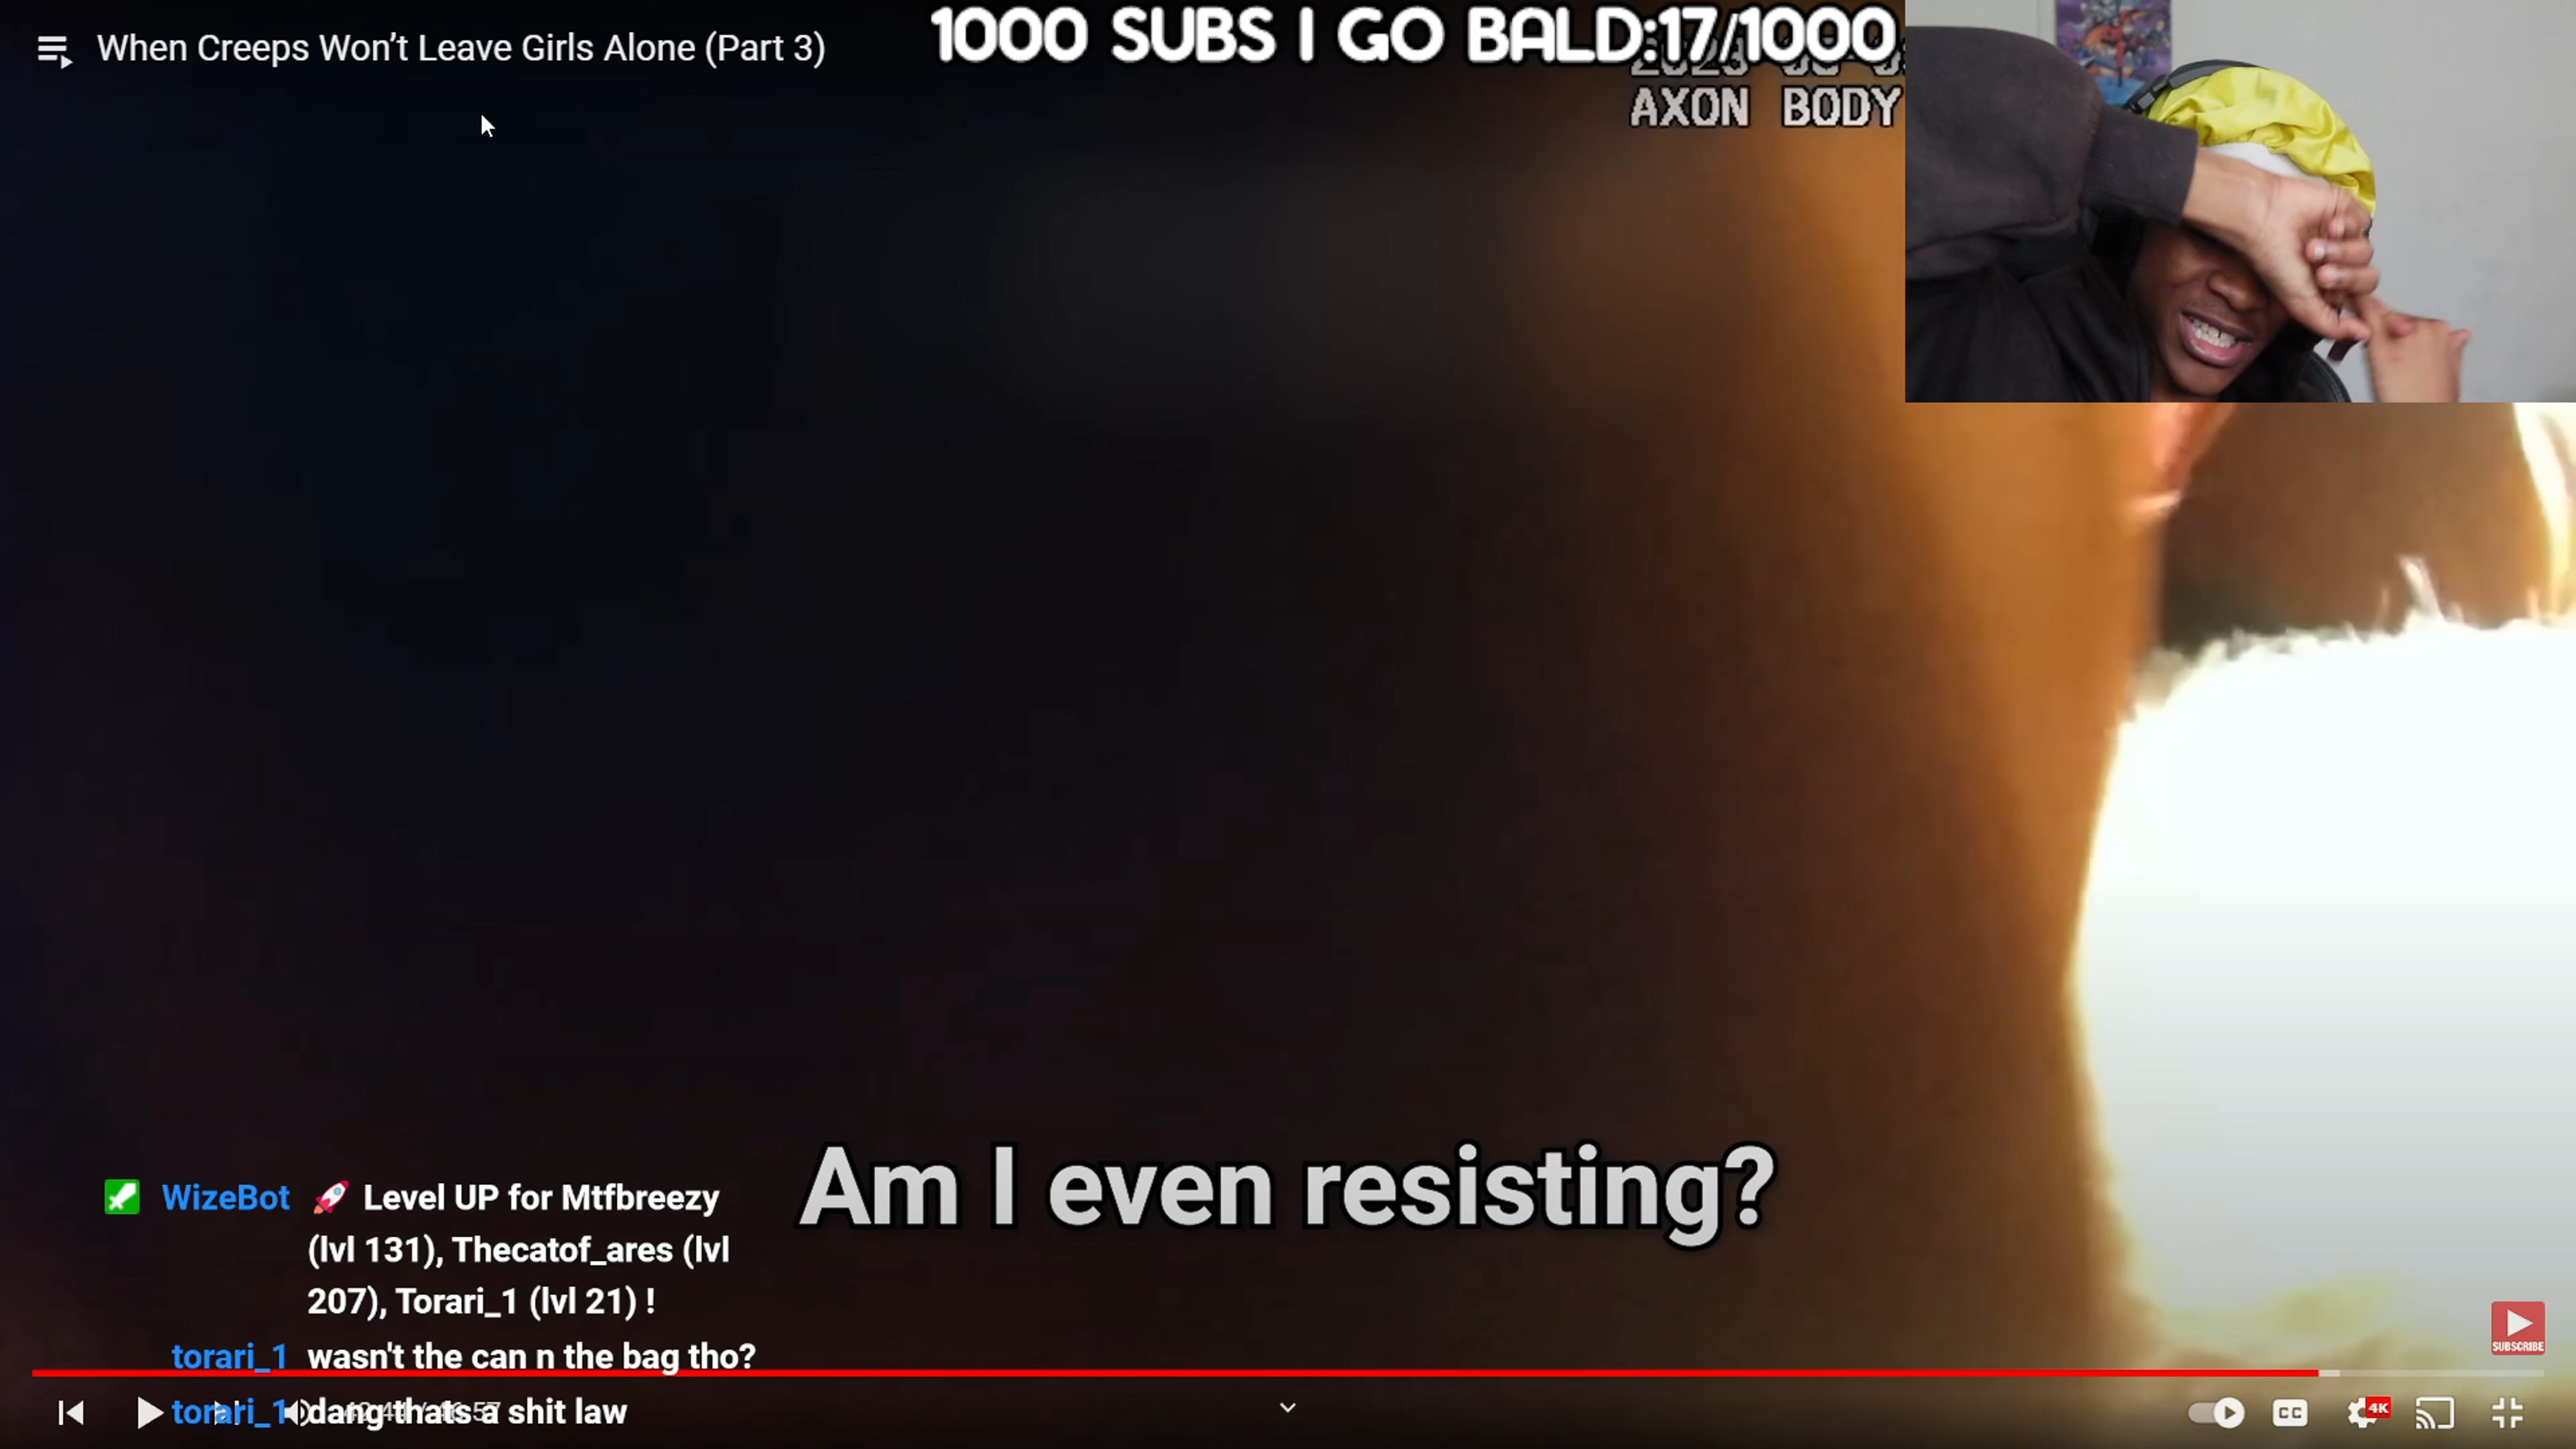 When Creeps Won’t Leave Girls Alone (Part 3)
1000 SUBS I GO BALD:17/1000
AXON BODY
Am I even resisting?
WizeBot 🚀 Level UP for Mtfbreezy
(lvl 131), Thecatof_ares (lvl
207), Torari_1 (lvl 21) !
torari_1 wasn't the can n the bag tho?
torari_1 dang thats a shit law
SUBSCRIBE
CC
4K